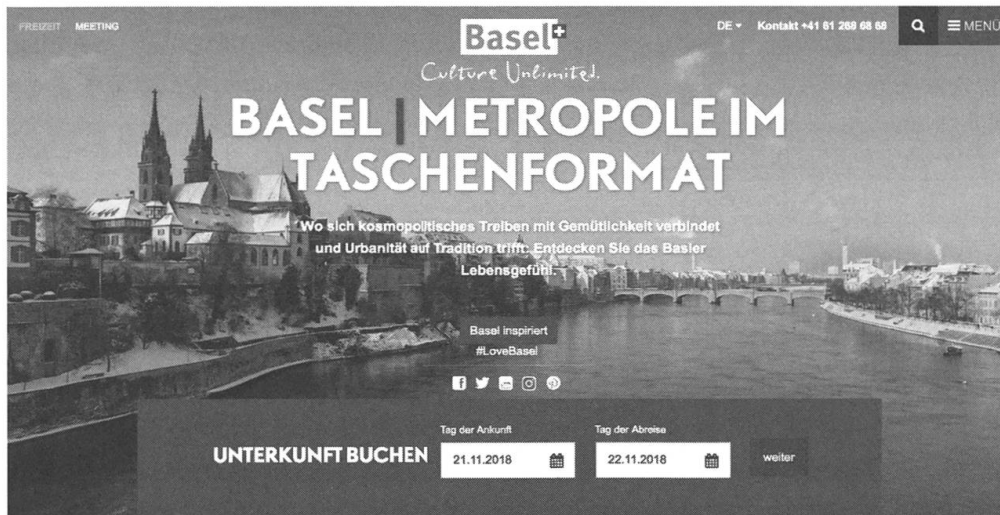 FREIZEIT MEETING
DE Kontakt +41 61 268 68 68
MENÜ
Basel
Culture Unlimited.
BASEL | METROPOLE IM
TASCHENFORMAT
Wo sich kosmopolitisches Treiben mit Gemütlichkeit verbindet
und Urbanität auf Tradition trifft: Entdecken Sie das Basler
Lebensgefühl.
Basel inspiriert
#LoveBasel
Tag der Ankunft Tag der Abreise
UNTERKUNFT BUCHEN 21.11.2018 22.11.2018 weiter